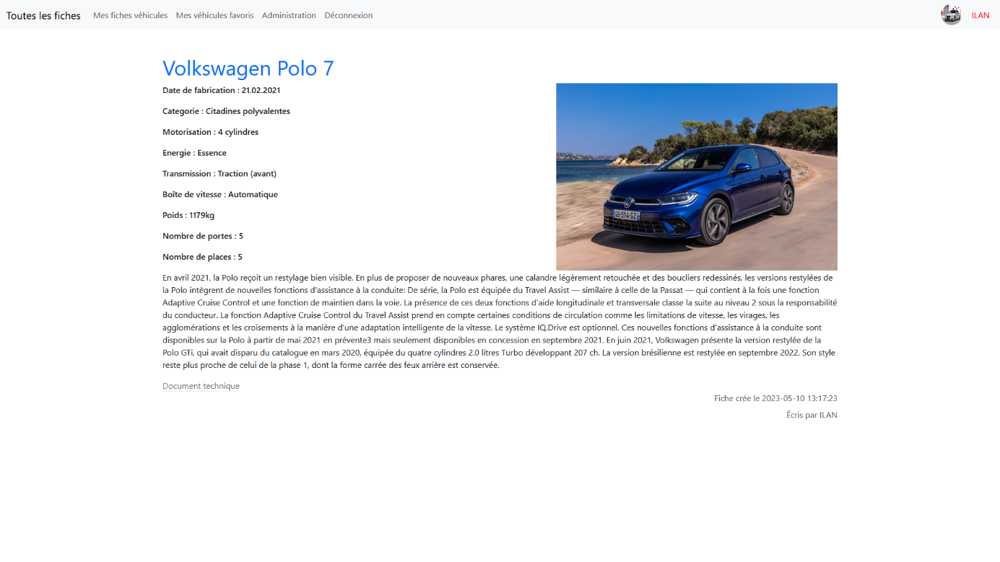 Toutes les fiches Mes fiches véhicules Mes véhicules favoris Administration Déconnexion ILAN
Volkswagen Polo 7
Date de fabrication : 21.02.2021
Categorie : Citadines polyvalentes
Motorisation : 4 cylindres
Energie : Essence
Transmission : Traction (avant)
Boîte de vitesse : Automatique
Poids : 1179kg
Nombre de portes : 5
Nombre de places : 5
GB-514-GZ
En avril 2021, la Polo reçoit un restylage bien visible. En plus de proposer de nouveaux phares, une calandre légèrement retouchée et des boucliers redessinés, les versions restylées de
la Polo intègrent de nouvelles fonctions d'assistance à la conduite: De série, la Polo est équipée du Travel Assist — similaire à celle de la Passat — qui contient à la fois une fonction
Adaptive Cruise Control et une fonction de maintien dans la voie. La présence de ces deux fonctions d'aide longitudinale et transversale classe la suite au niveau 2 sous la responsabilité
du conducteur. La fonction Adaptive Cruise Control du Travel Assist prend en compte certaines conditions de circulation comme les limitations de vitesse, les virages, les
agglomérations et les croisements à la manière d'une adaptation intelligente de la vitesse. Le système IQ.Drive est optionnel. Ces nouvelles fonctions d'assistance à la conduite sont
disponibles sur la Polo à partir de mai 2021 en prévente3 mais seulement disponibles en concession en septembre 2021. En juin 2021, Volkswagen présente la version restylée de la
Polo GTi, qui avait disparu du catalogue en mars 2020, équipée du quatre cylindres 2.0 litres Turbo développant 207 ch. La version brésilienne est restylée en septembre 2022. Son style
reste plus proche de celui de la phase 1, dont la forme carrée des feux arrière est conservée.
Document technique
Fiche crée le 2023-05-10 13:17:23
Écris par ILAN